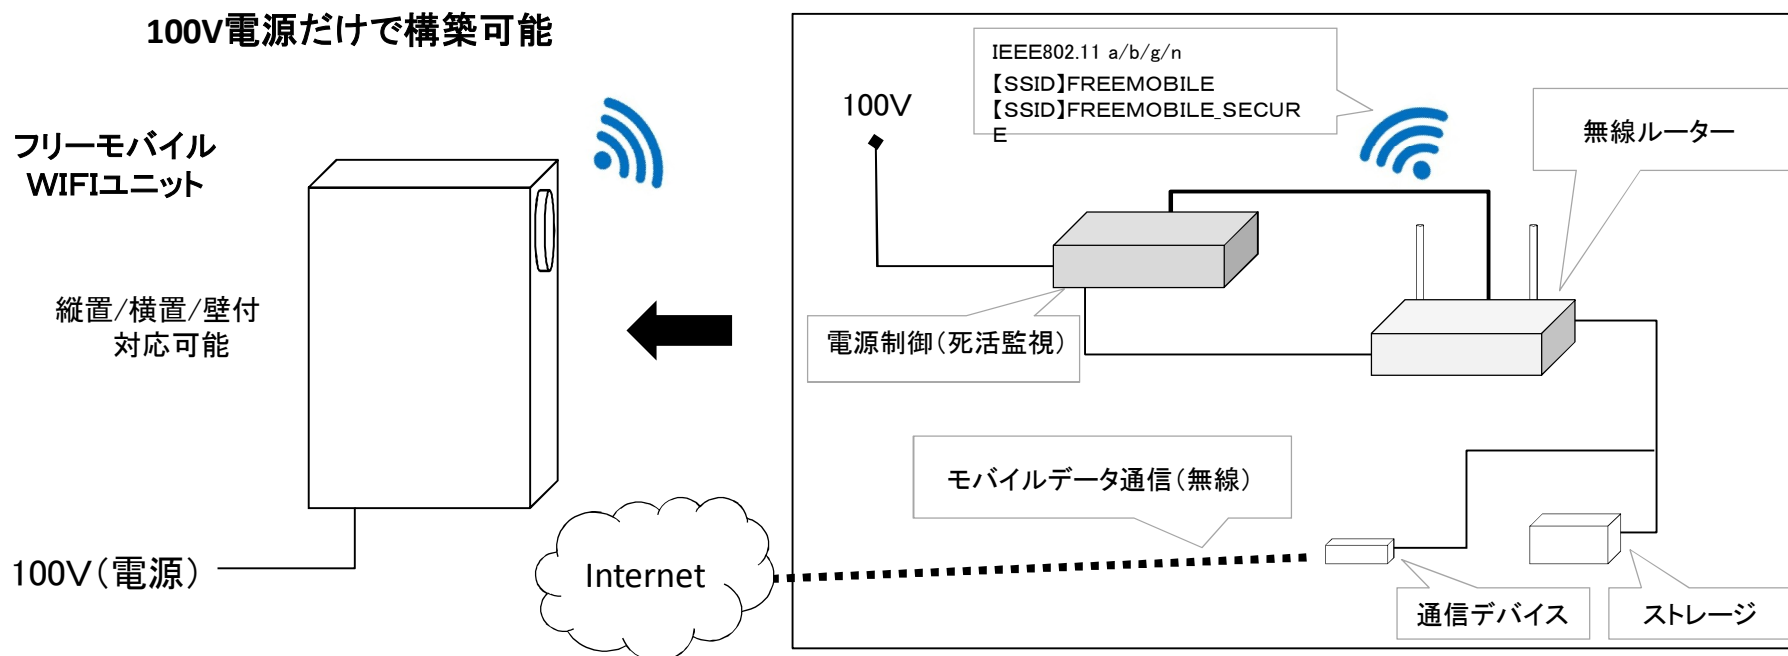 100V電源だけで構築可能
フリーモバイル
WIFIユニット
縦置/横置/壁付
対応可能
100V(電源)
Internet
IEEE802.11 a/b/g/n
【SSID】FREEMOBILE
【SSID】FREEMOBILE_SECUR
E
100V
無線ルーター
電源制御(死活監視)
モバイルデータ通信(無線)
通信デバイス
ストレージ